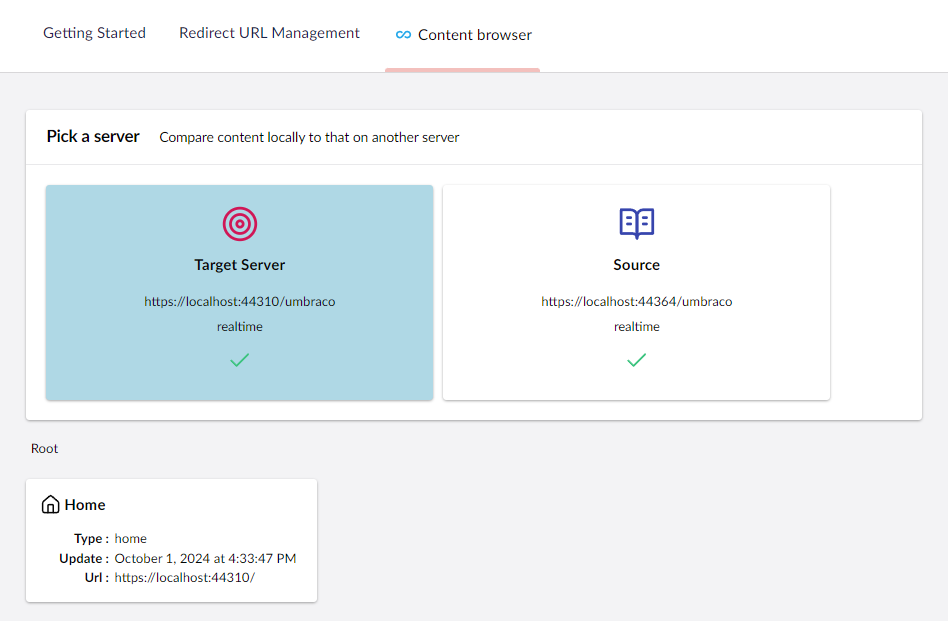 Getting Started Redirect URL Management Content browser
Pick a server Compare content locally to that on another server
Target Server
https://localhost:44310/umbraco
realtime
Source
https://localhost:44364/umbraco
realtime
Root
Home
Type : home
Update : October 1, 2024 at 4:33:47 PM
Url : https://localhost:44310/